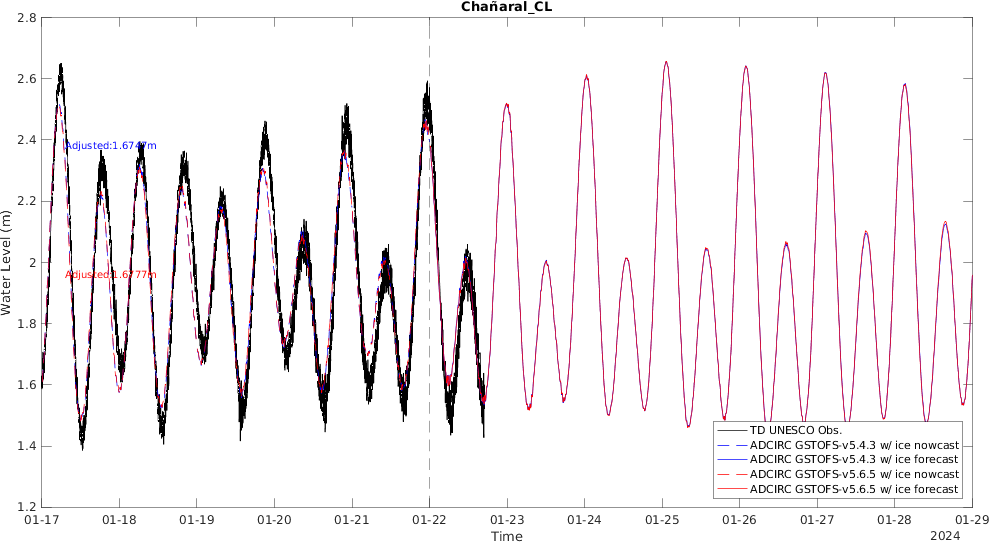 Chañaral_CL
2.8
2.6
2.4
2.2
2
1.8
1.6
1.4
1.2
Water Level (m)
Adjusted:1.6747m
Adjusted:1.6777m
TD UNESCO Obs.
ADCIRC GSTOFS-v5.4.3 w/ ice nowcast
ADCIRC GSTOFS-v5.4.3 w/ ice forecast
ADCIRC GSTOFS-v5.6.5 w/ ice nowcast
ADCIRC GSTOFS-v5.6.5 w/ ice forecast
01-17 01-18 01-19 01-20 01-21 01-22 01-23 01-24 01-25 01-26 01-27 01-28 01-29
Time
2024